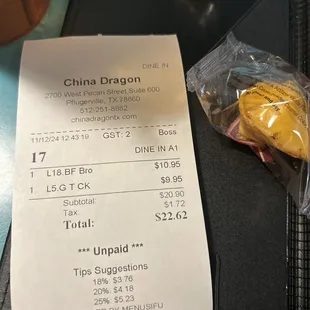 DINE IN
China Dragon
2700 West Pecan Street,Suite 600
Pflugerville, TX 78660
512-251-8882
chinadragontx.com
11/12/24 12:43:19 GST: 2 Boss
17 DINE IN A1
1 L18.BF Bro $10.95
1 L5.G T CK $9.95
Subtotal: $20.90
Tax: $1.72
Total: $22.62
*** Unpaid ***
Tips Suggestions
18%: $3.76
20%: $4.18
25%: $5.23
BY MENUSIFU